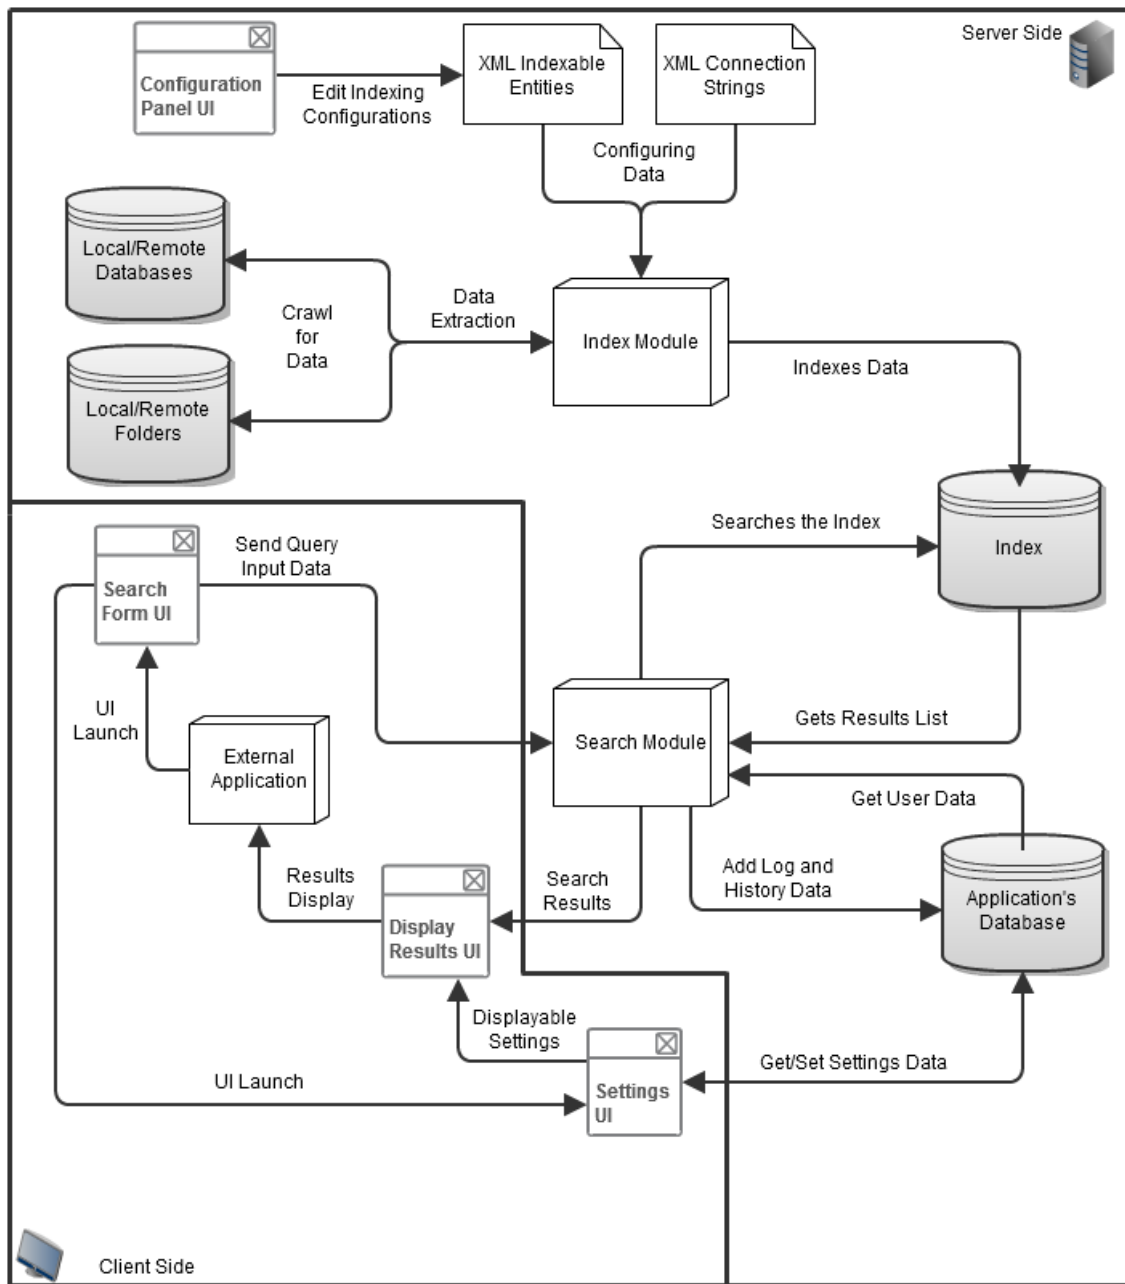 Server Side
Configuration
Panel UI
Edit Indexing
Configurations
XML Indexable
Entities
XML Connection
Strings
Configuring
Data
Local/Remote
Databases
Crawl
for
Data
Data
Extraction
Index Module
Indexes Data
Local/Remote
Folders
Searches the Index
Index
Send Query
Input Data
Search
Form UI
UI
Launch
External
Application
Search Module
Gets Results List
Get User Data
Results
Display
Display
Results UI
Search
Results
Add Log and
History Data
Application's
Database
Displayable
Settings
UI Launch
Settings
UI
Get/Set Settings Data
Client Side